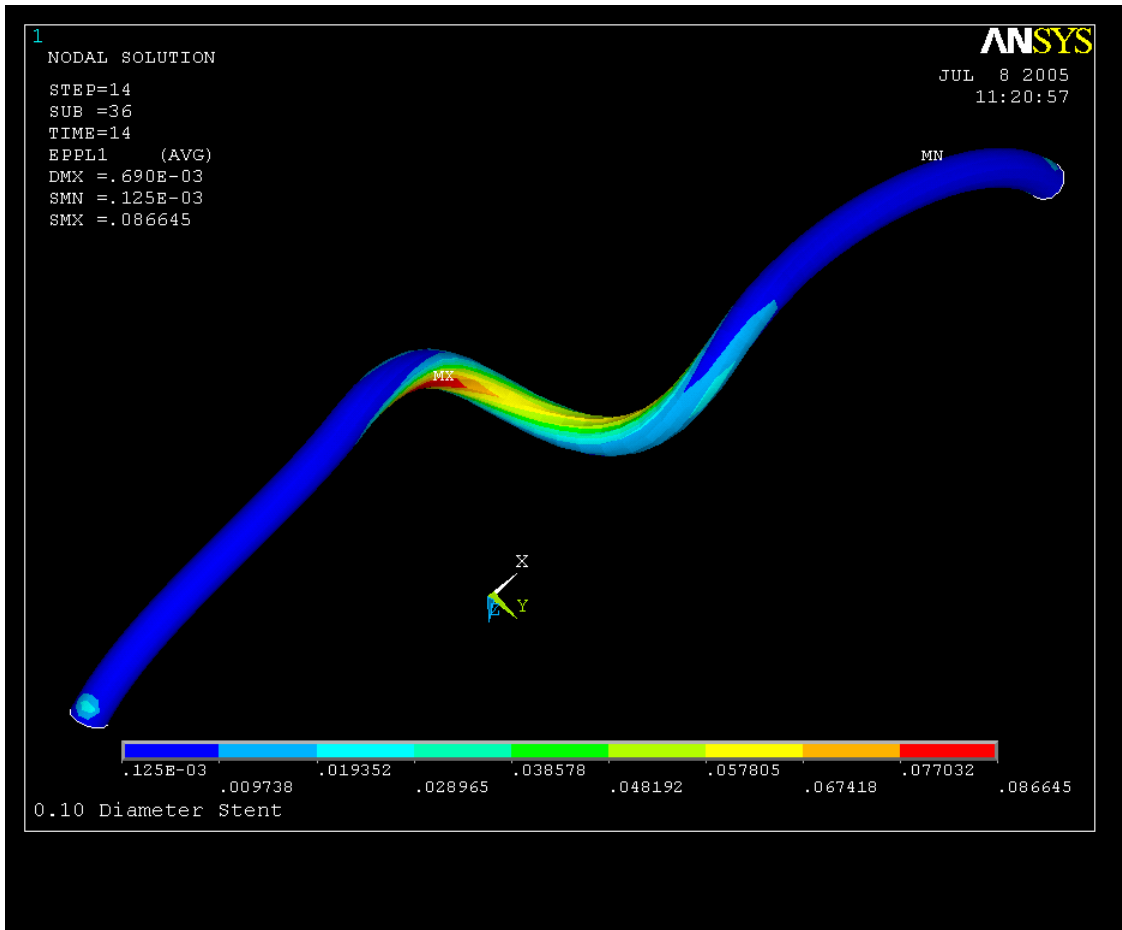 1
NODAL SOLUTION
STEP=14
SUB =36
TIME=14
EPPL1 (AVG)
DMX =.690E-03
SMN =.125E-03
SMX =.086645
ANSYS
JUL 8 2005
11:20:57
MN
MX
X
Y
Z
.125E-03 .019352 .038578 .057805 .077032
.009738 .028965 .048192 .067418 .086645
0.10 Diameter Stent